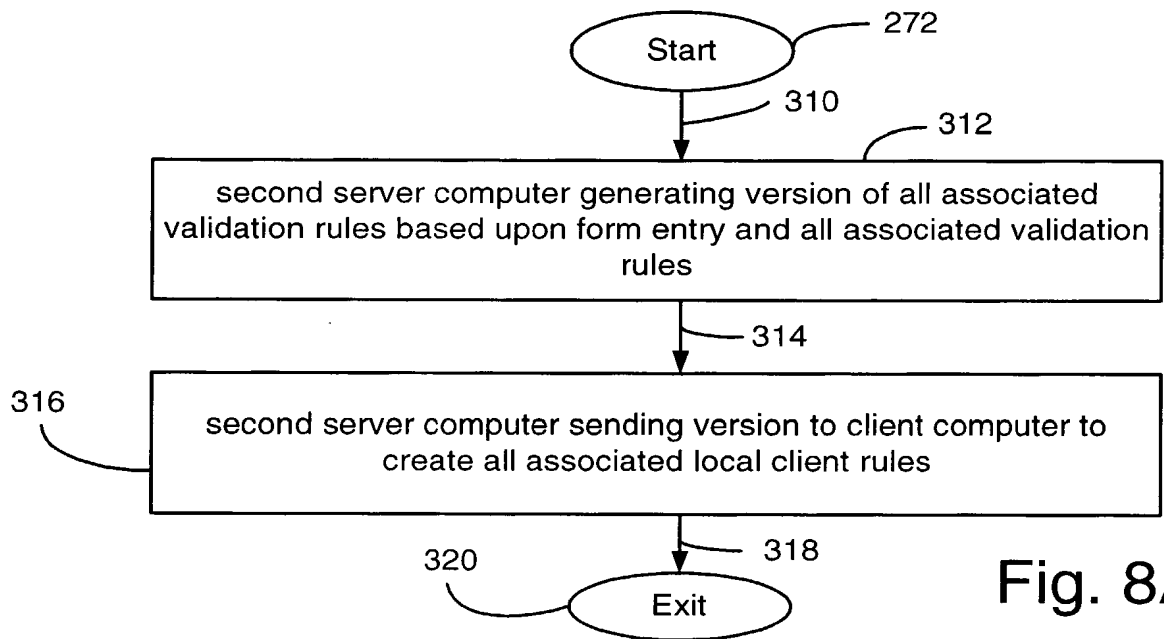 272
Start
310
312
second server computer generating version of all associated
validation rules based upon form entry and all associated validation
rules
314
316
second server computer sending version to client computer to
create all associated local client rules
318
320
Exit
Fig. 8A